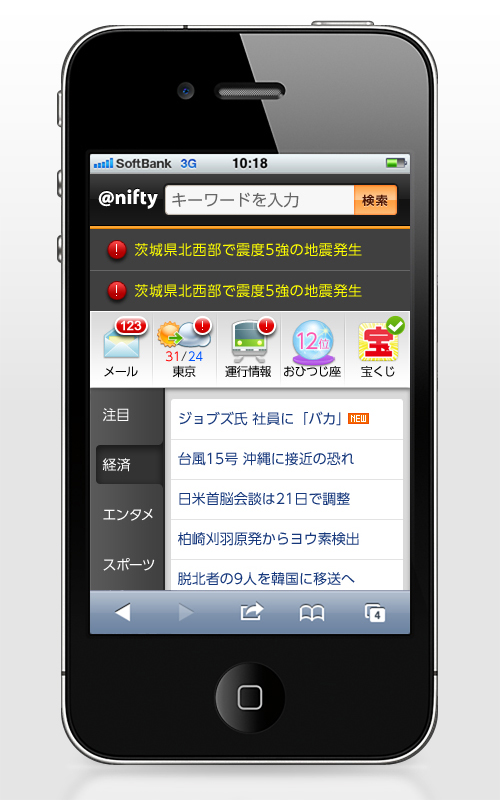 SoftBank 3G 10:18
@nifty キーワードを入力 検索
茨城県北西部で震度5強の地震発生
茨城県北西部で震度5強の地震発生
123
31/24
12位
宝
メール 東京 運行情報 おひつじ座 宝くじ
注目
経済
エンタメ
スポーツ
ジョブズ氏 社員に「バカ」 NEW
台風15号 沖縄に接近の恐れ
日米首脳会談は21日で調整
柏崎刈羽原発からヨウ素検出
脱北者の9人を韓国に移送へ
4